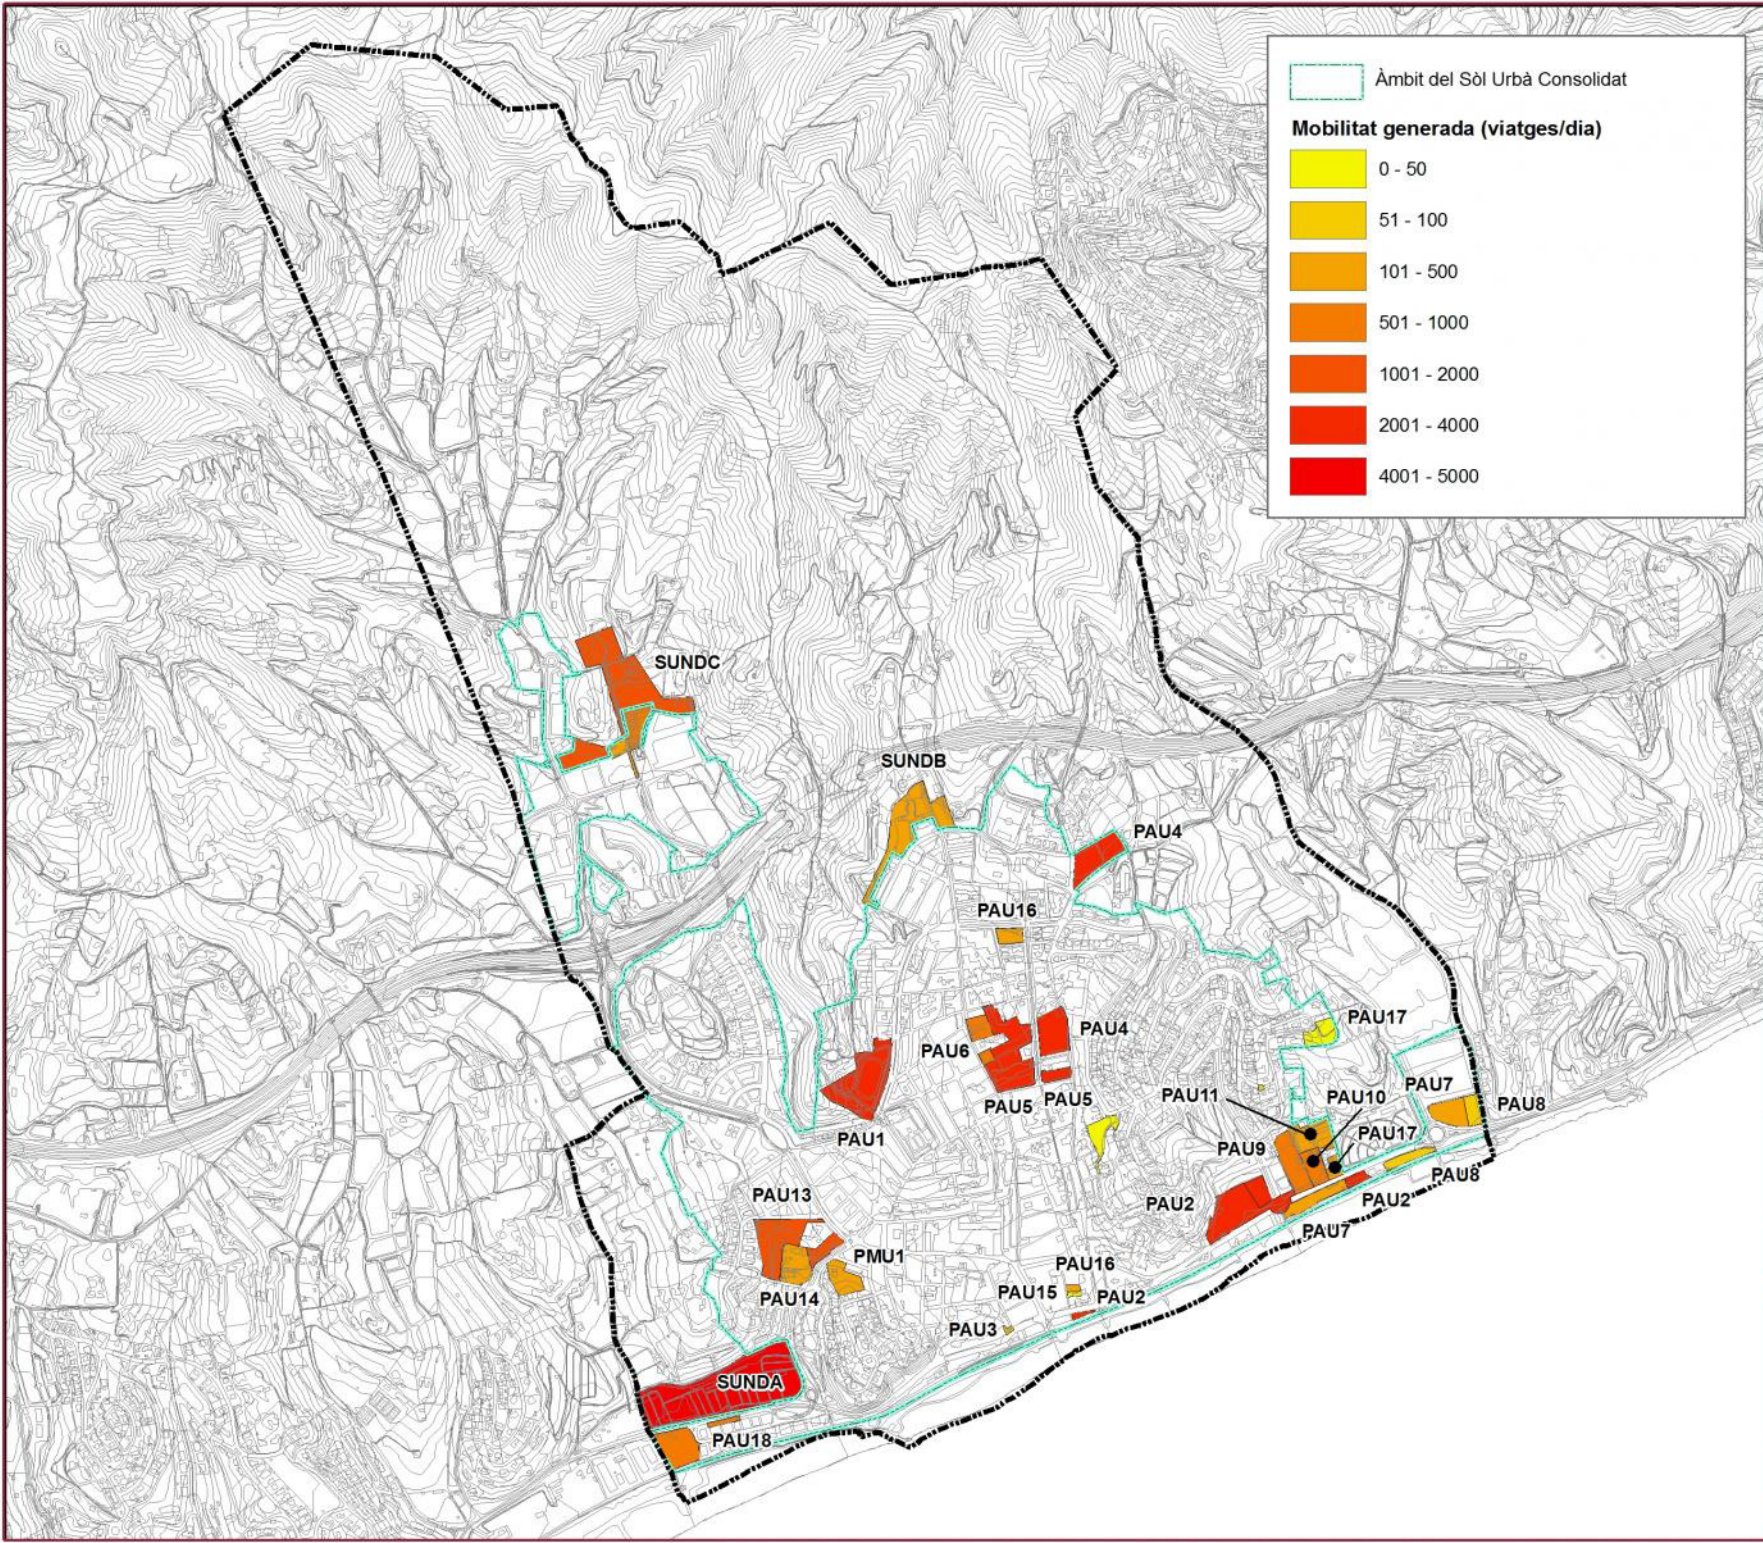 Àmbit del Sòl Urbà Consolidat
Mobilitat generada (viatges/dia)
0 - 50
51 - 100
101 - 500
501 - 1000
1001 - 2000
2001 - 4000
4001 - 5000
SUNDC
SUNDB
PAU4
PAU16
PAU17
PAU4
PAU6
PAU7
PAU11
PAU10
PAU8
PAU5
PAU5
PAU1
PAU17
PAU9
PAU8
PAU13
PAU2
PAU2
PAU7
PMU1
PAU16
PAU15
PAU2
PAU14
PAU3
SUNDA
PAU18